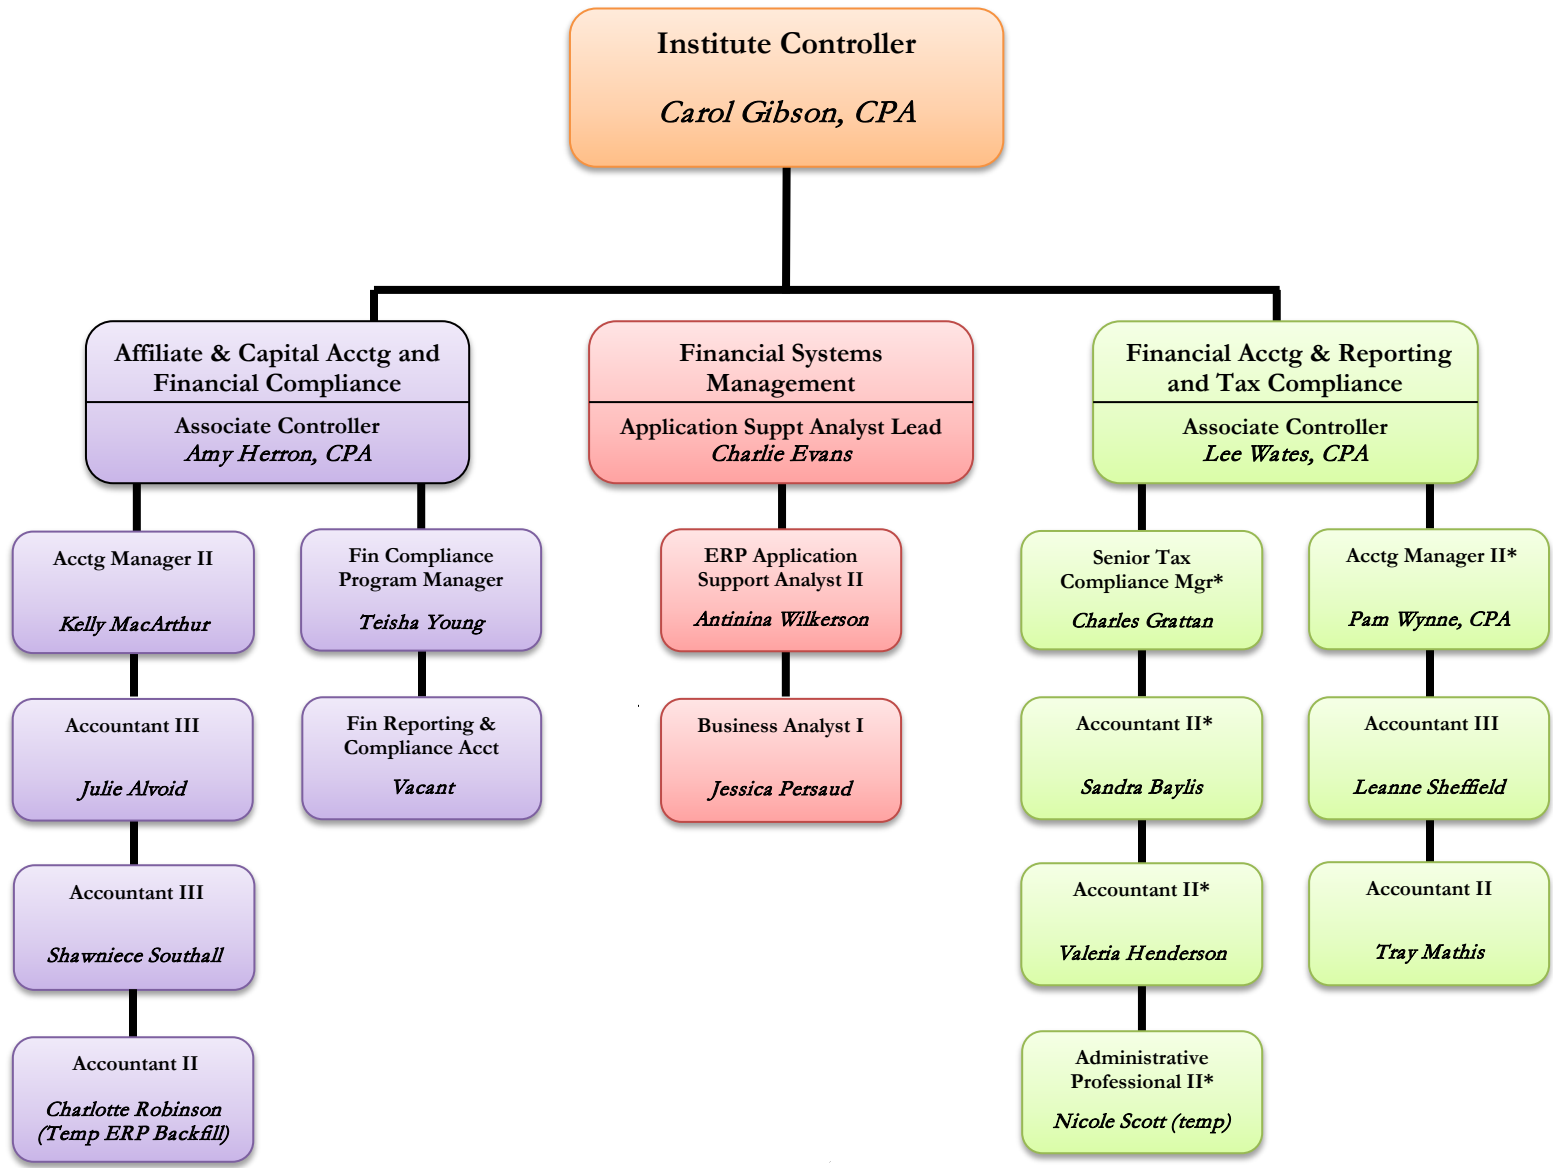 Institute Controller
Carol Gibson, CPA
Affiliate & Capital Acctg and
Financial Compliance
Associate Controller
Amy Herron, CPA
Financial Systems
Management
Application Suppt Analyst Lead
Charlie Evans
Financial Acctg & Reporting
and Tax Compliance
Associate Controller
Lee Wates, CPA
Acctg Manager II
Kelly MacArthur
Fin Compliance
Program Manager
Teisha Young
ERP Application
Support Analyst II
Antinina Wilkerson
Senior Tax
Compliance Mgr*
Charles Grattan
Acctg Manager II*
Pam Wynne, CPA
Accountant III
Julie Alvoid
Fin Reporting &
Compliance Acct
Vacant
Business Analyst I
Jessica Persaud
Accountant II*
Sandra Baylis
Accountant III
Leanne Sheffield
Accountant III
Shawniece Southall
Accountant II*
Valeria Henderson
Accountant II
Tray Mathis
Accountant II
Charlotte Robinson
(Temp ERP Backfill)
Administrative
Professional II*
Nicole Scott (temp)